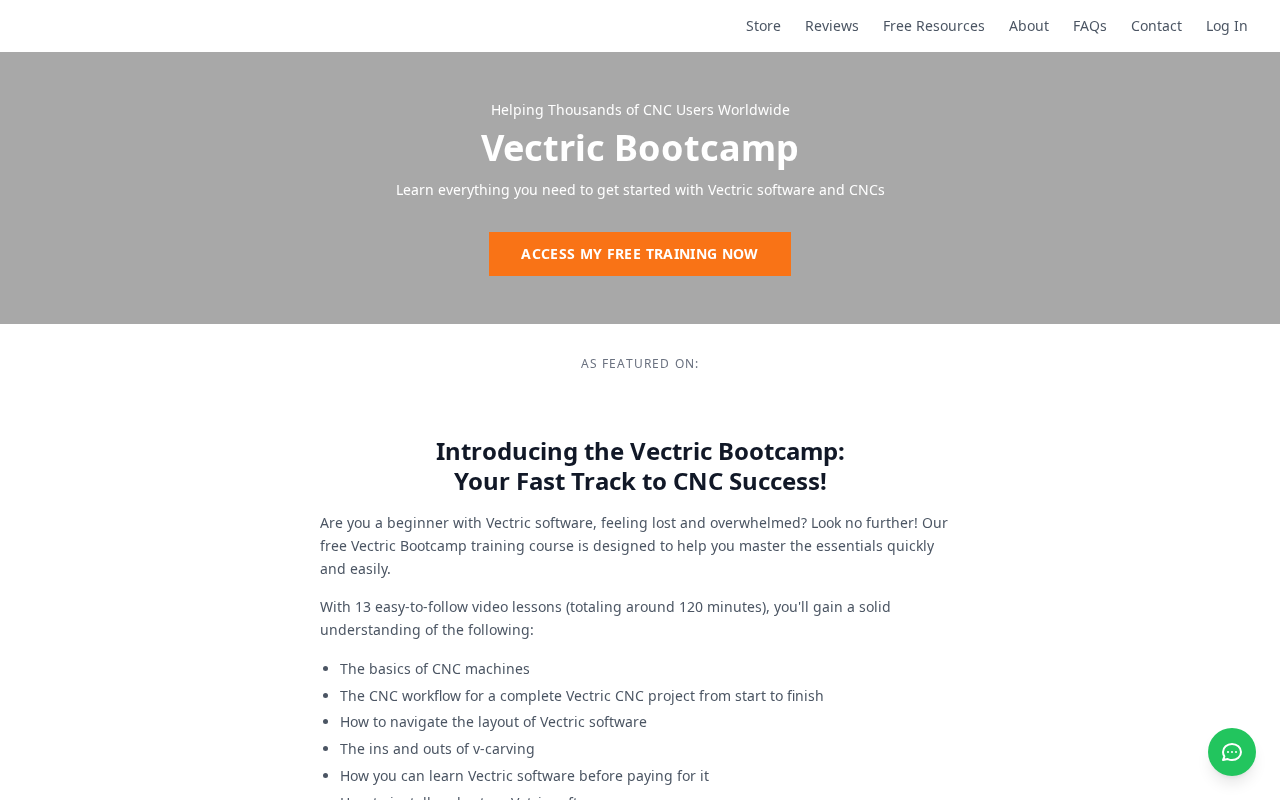 Store Reviews Free Resources About FAQs Contact Log In
Helping Thousands of CNC Users Worldwide
Vectric Bootcamp
Learn everything you need to get started with Vectric software and CNCs
ACCESS MY FREE TRAINING NOW
AS FEATURED ON:
Introducing the Vectric Bootcamp:
Your Fast Track to CNC Success!
Are you a beginner with Vectric software, feeling lost and overwhelmed? Look no further! Our
free Vectric Bootcamp training course is designed to help you master the essentials quickly
and easily.
With 13 easy-to-follow video lessons (totaling around 120 minutes), you'll gain a solid
understanding of the following:
• The basics of CNC machines
• The CNC workflow for a complete Vectric CNC project from start to finish
• How to navigate the layout of Vectric software
• The ins and outs of v-carving
• How you can learn Vectric software before paying for it